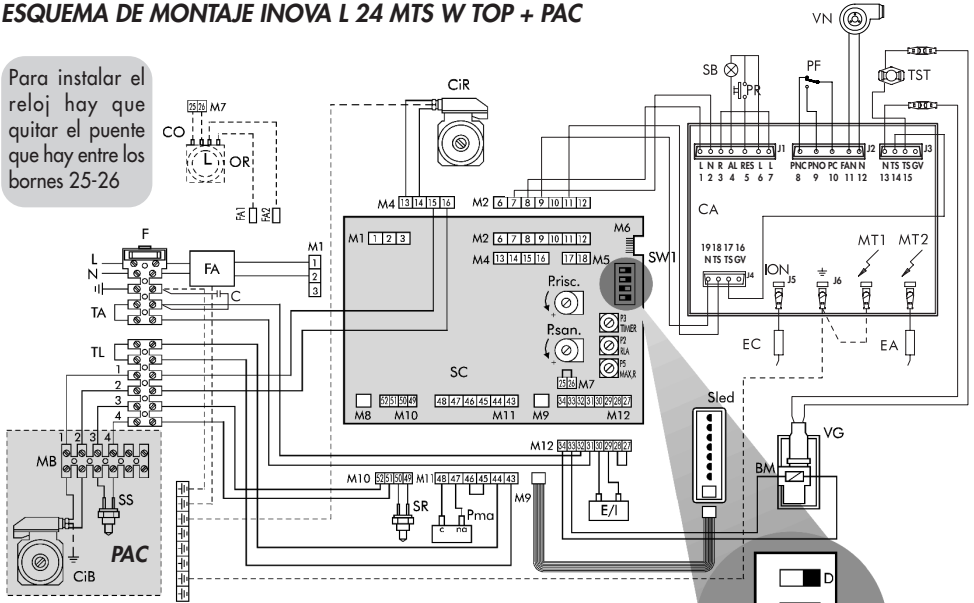 ESQUEMA DE MONTAJE INOVA L 24 MTS W TOP + PAC
Para instalar el
reloj hay que
quitar el puente
que hay entre los
bornes 25-26
25 26 M7
CO
L
OR
FA1
FA2
CiR
VN
SB
PR
PF
TST
J1
L N R AL RES L L
1 2 3 4 5 6 7
J2
PNC PNO PC FAN N
8 9 10 11 12
J3
N TS TS GV
13 14 15
CA
19 18 17 16
N TS TS GV
J4
ION
J5
J6
MT1
MT2
EC
EA
F
L
N
FA
M1
1
2
3
C
TA
TL
1
2
3
4
M4 13 14 15 16
M2 6 7 8 9 10 11 12
M1 1 2 3
M2 6 7 8 9 10 11 12
M4 13 14 15 16
17 18 M5
M6
SW1
P.risc.
P.san.
P3
TIMER
P2
RLA
P5
MAX,R
SC
25 26 M7
M8
52 51 50 49
M10
48 47 46 45 44 43
M11
M9
34 33 32 31 30 29 28 27
M12
M12 34 33 32 31 30 29 28 27
M10 52 51 50 49
M11 48 47 46 45 44 43
M9
SR
Pma
c na
E/I
Sled
VG
BM
1 2 3 4
MB
SS
CiB
PAC
D